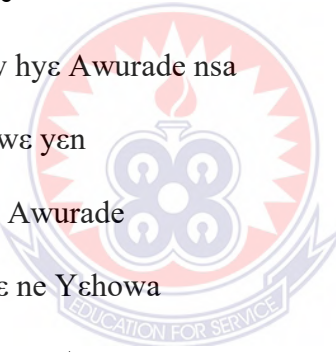 hyɛ Awurade nsa
wɛ yɛn
Awurade
ɛ ne Yɛhowa
EDUCATION FOR SERVICE